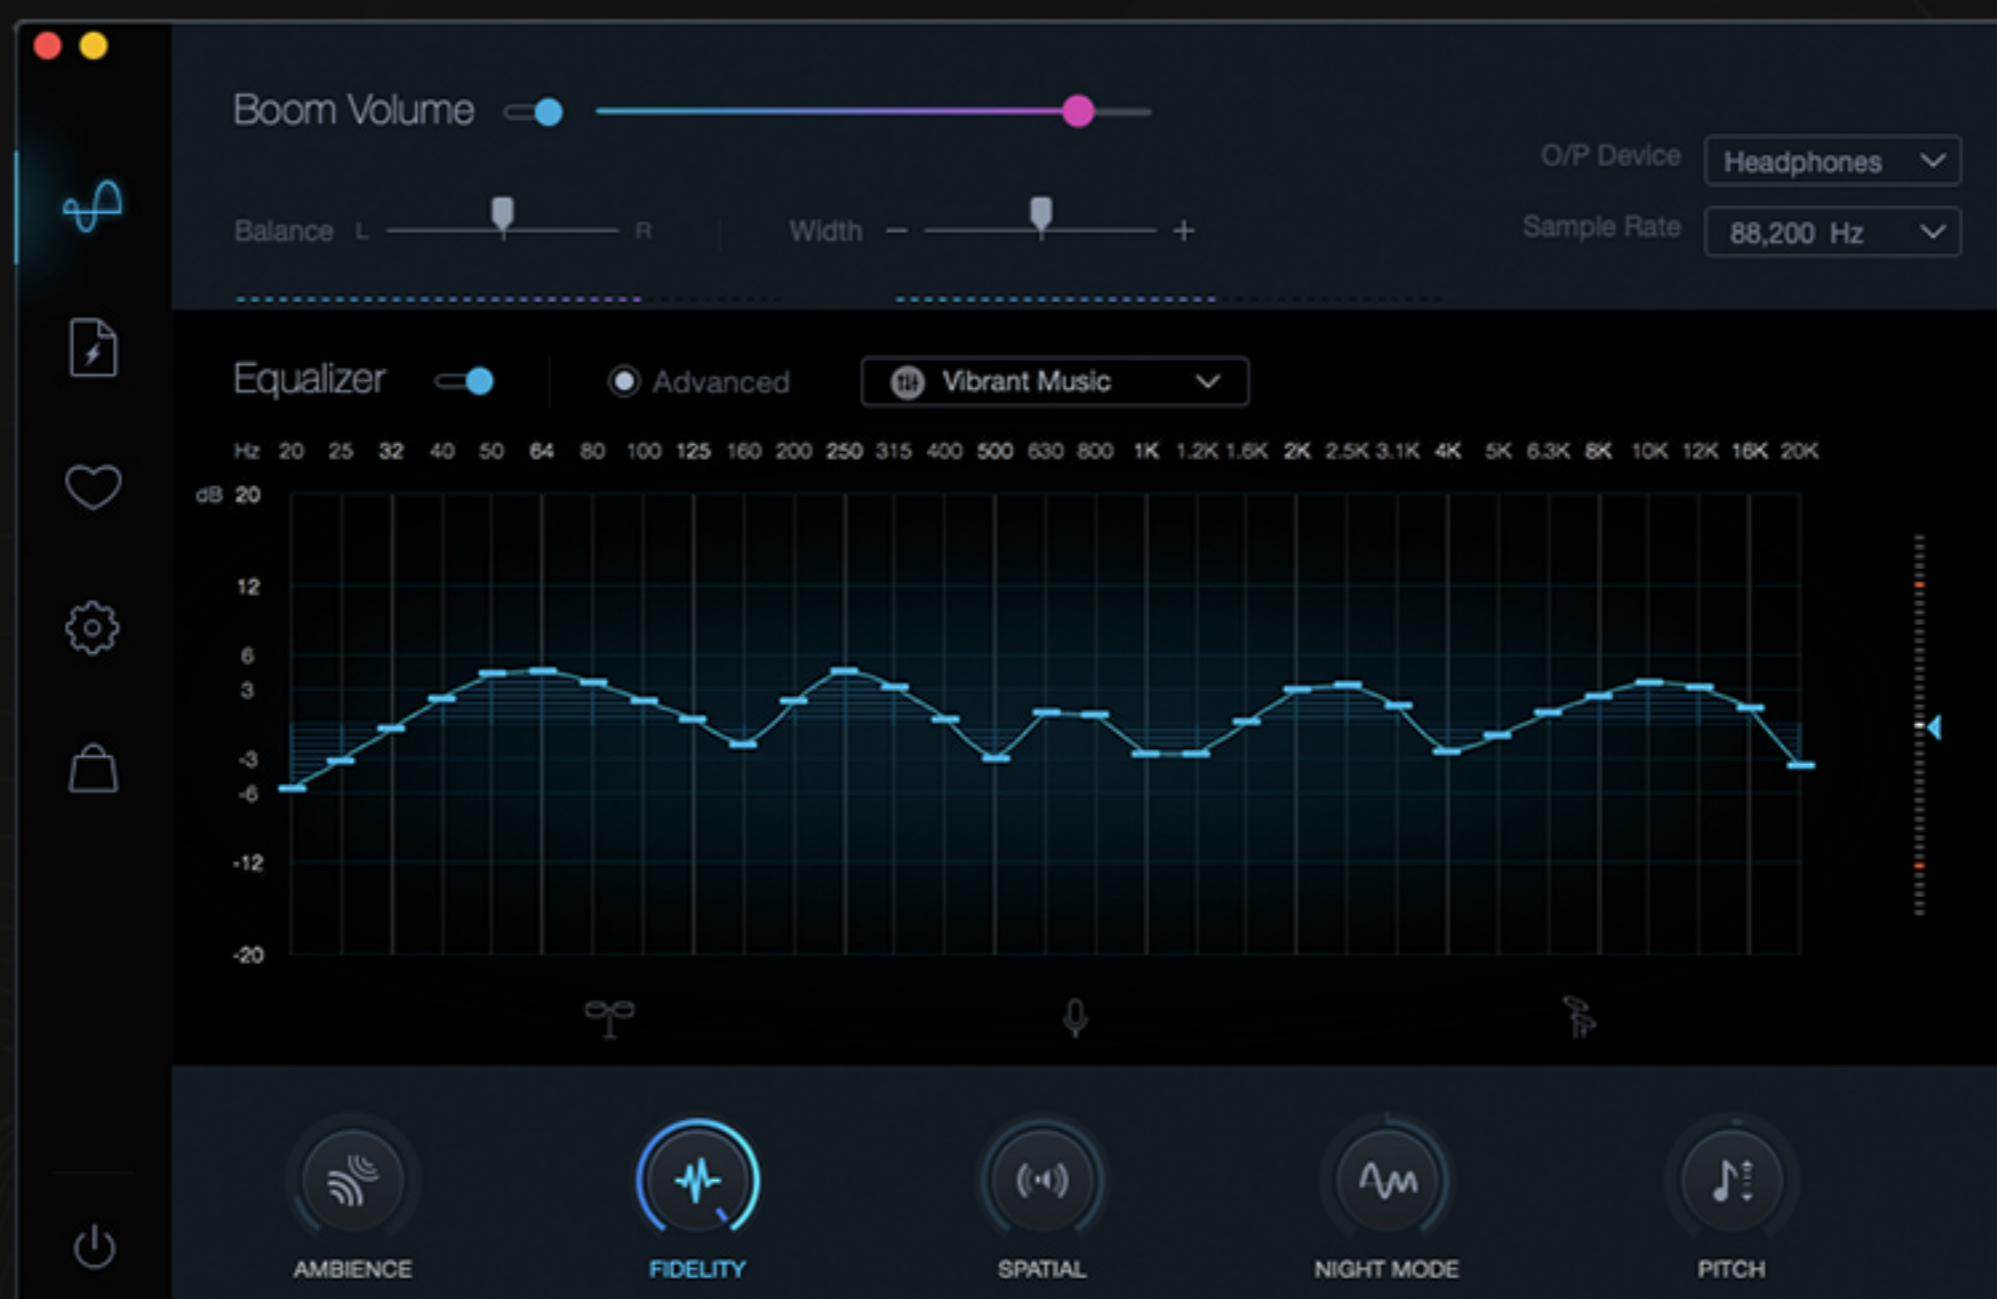 Boom Volume
O/P Device Headphones
Balance L R Width − +
Sample Rate 88,200 Hz
Equalizer Advanced Vibrant Music
Hz 20 25 32 40 50 64 80 100 125 160 200 250 315 400 500 630 800 1K 1.2K 1.6K 2K 2.5K 3.1K 4K 5K 6.3K 8K 10K 12K 16K 20K
dB 20
12
6
3
-3
-6
-12
-20
AMBIENCE FIDELITY SPATIAL NIGHT MODE PITCH